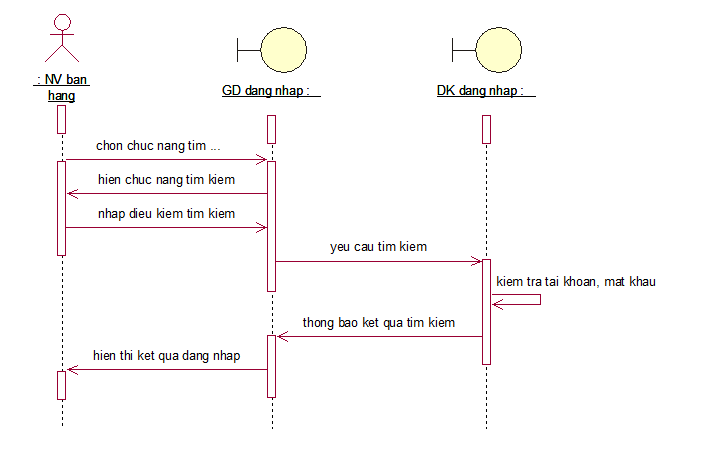 : NV ban
hang
GD dang nhap :
DK dang nhap :
chon chuc nang tim ...
hien chuc nang tim kiem
nhap dieu kiem tim kiem
yeu cau tim kiem
kiem tra tai khoan, mat khau
thong bao ket qua tim kiem
hien thi ket qua dang nhap